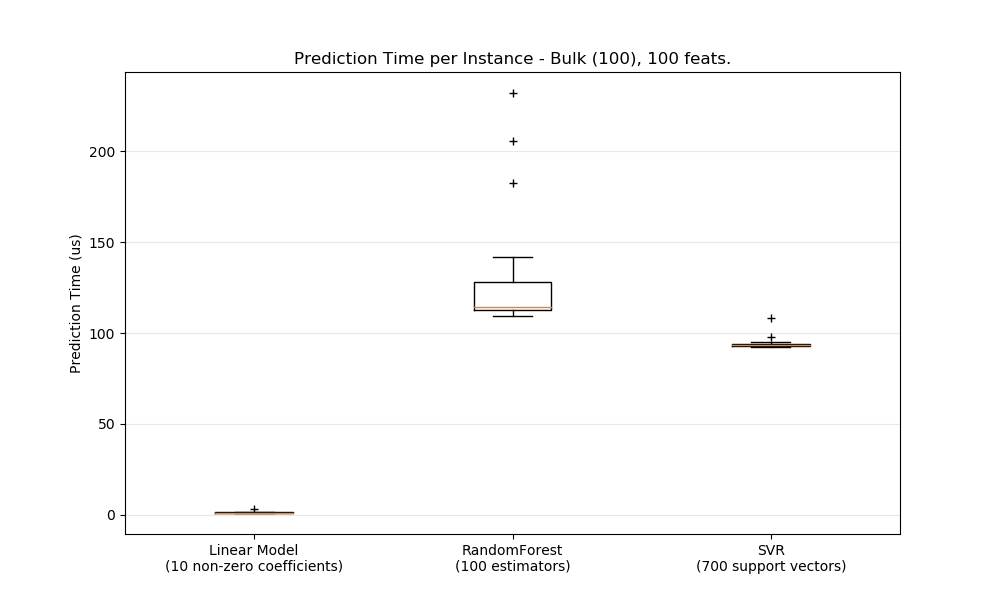 Prediction Time per Instance - Bulk (100), 100 feats.
Prediction Time (us)
200
150
100
50
0
Linear Model
(10 non-zero coefficients)
RandomForest
(100 estimators)
SVR
(700 support vectors)